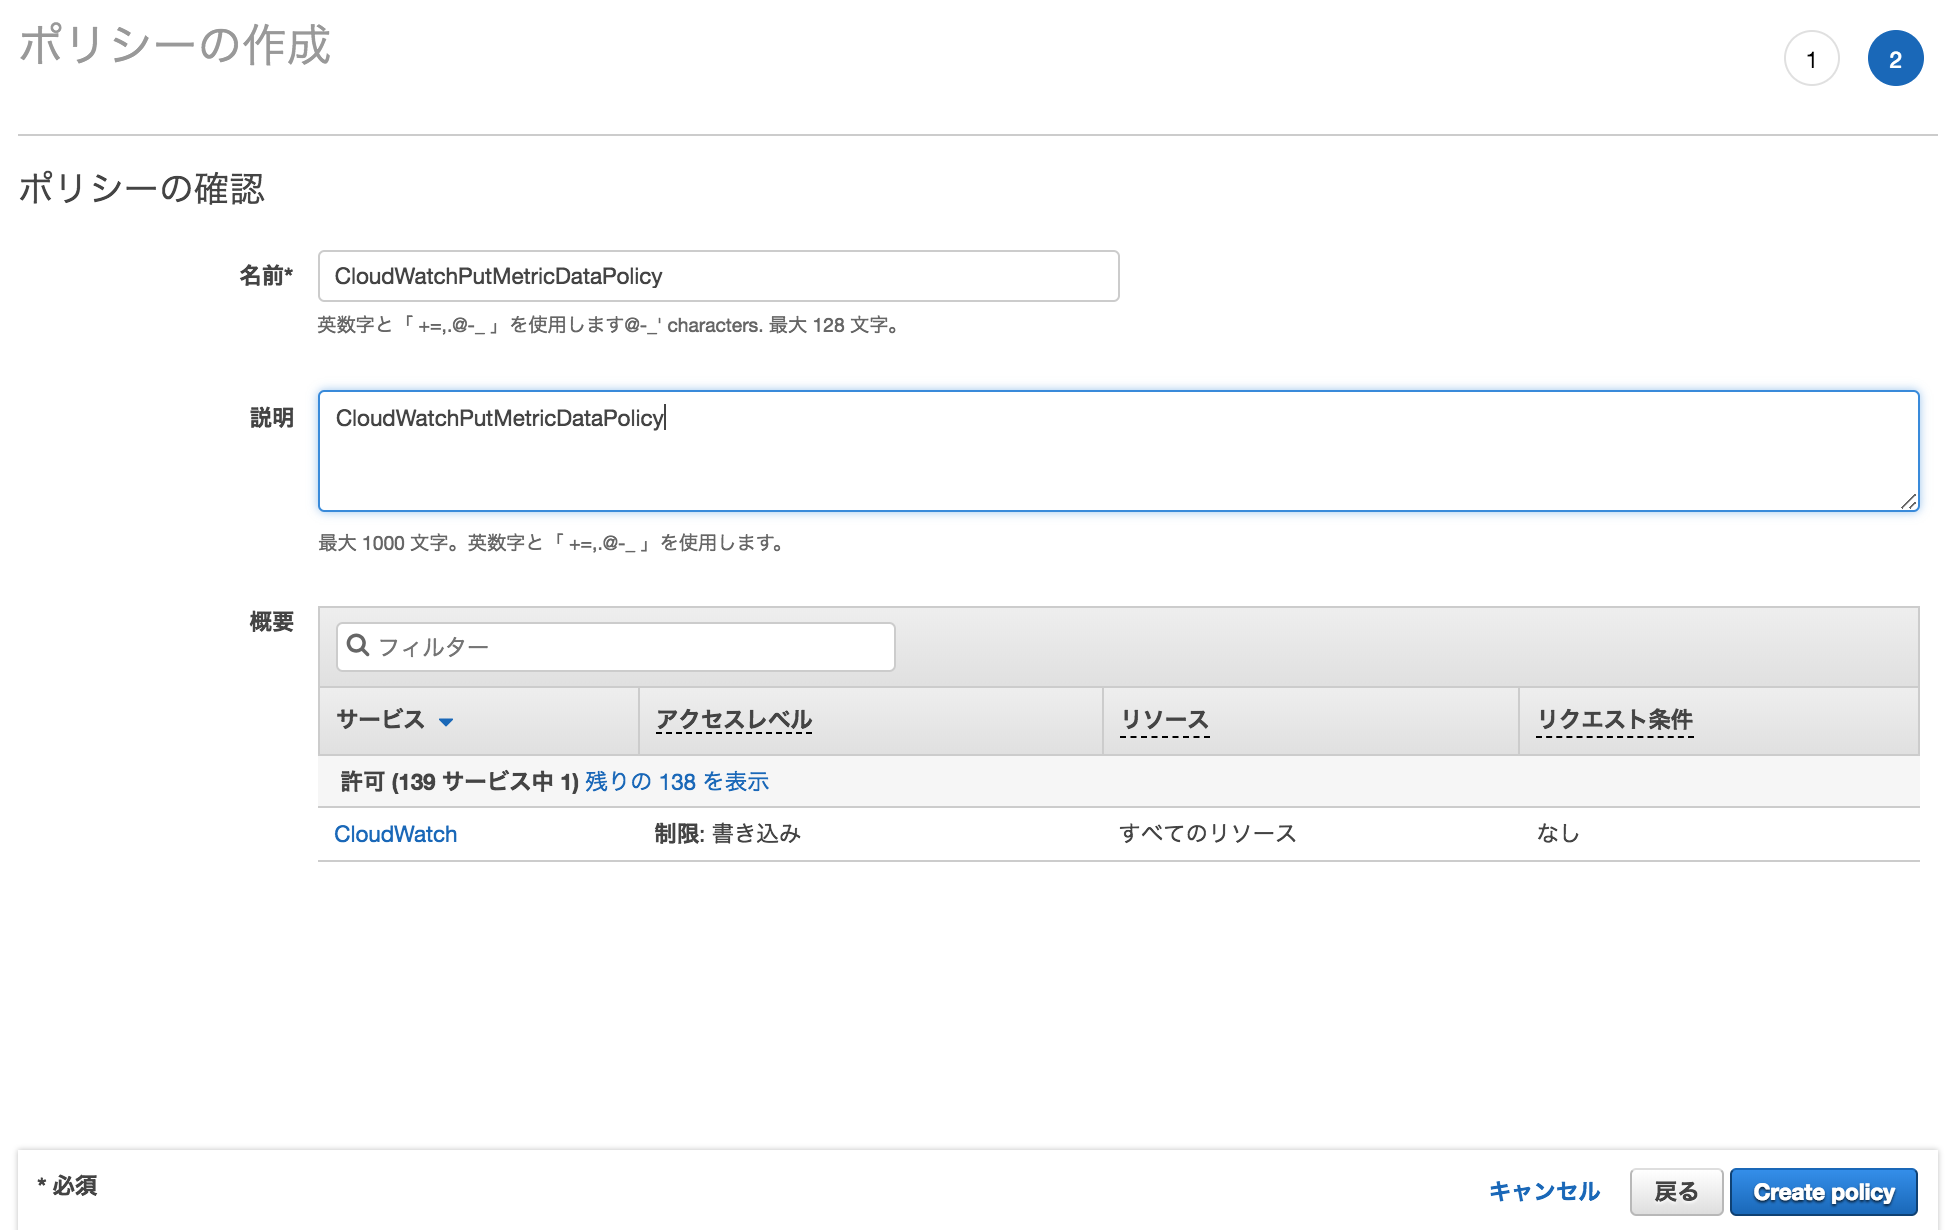 ポリシーの作成
1
2
ポリシーの確認
名前* CloudWatchPutMetricDataPolicy
英数字と「 +=,.@-_ 」を使用します@-_' characters. 最大 128 文字。
説明 CloudWatchPutMetricDataPolicy
最大 1000 文字。英数字と「 +=,.@-_ 」を使用します。
概要
フィルター
サービス アクセスレベル リソース リクエスト条件
許可 (139 サービス中 1) 残りの 138 を表示
CloudWatch 制限: 書き込み すべてのリソース なし
* 必須 キャンセル 戻る Create policy